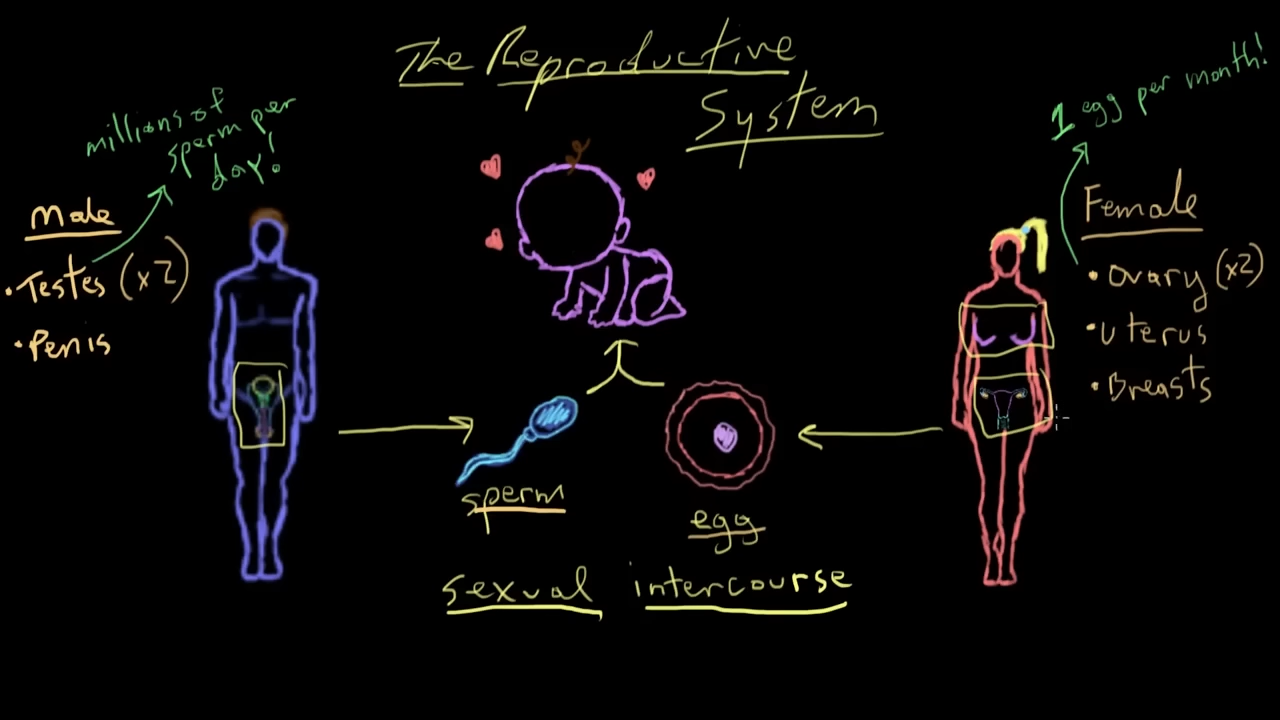 The Reproductive
System
millions of
sperm per
day!
Male
• Testes (x2)
• Penis
1 egg per month!
Female
• Ovary (x2)
• Uterus
• Breasts
sperm
egg
sexual intercourse